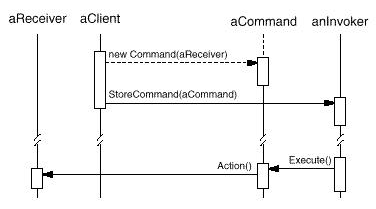 aReceiver aClient aCommand anInvoker
new Command(aReceiver)
StoreCommand(aCommand)
Action() Execute()